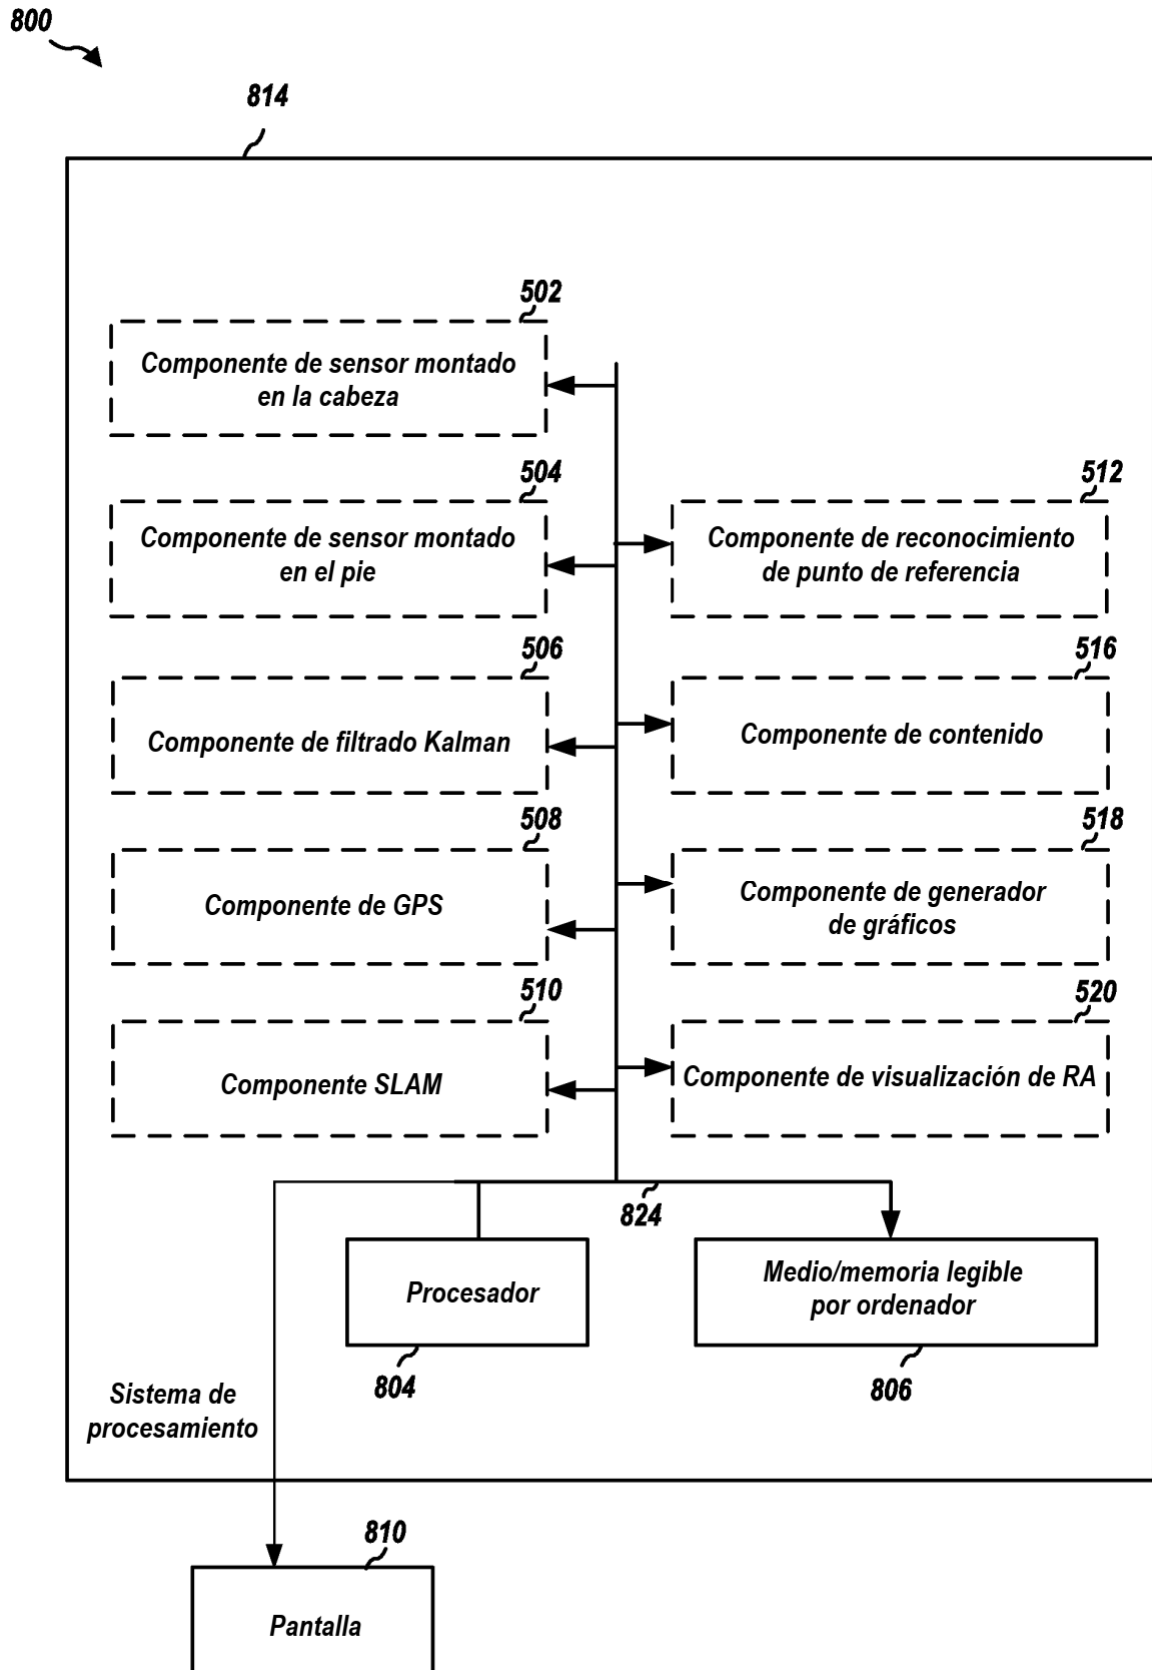 800
814
502
Componente de sensor montado
en la cabeza
504
Componente de sensor montado
en el pie
512
Componente de reconocimiento
de punto de referencia
506
Componente de filtrado Kalman
516
Componente de contenido
508
Componente de GPS
518
Componente de generador
de gráficos
510
Componente SLAM
520
Componente de visualización de RA
824
Procesador
804
Medio/memoria legible
por ordenador
806
Sistema de
procesamiento
810
Pantalla